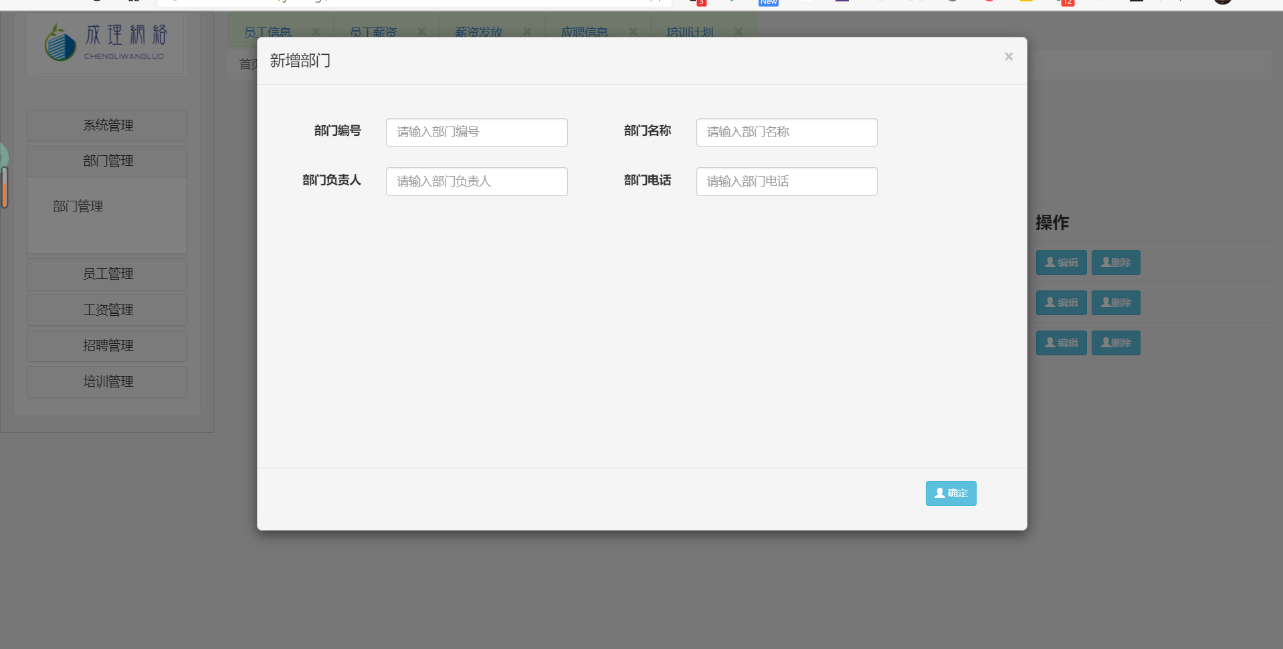 3
New
12
成理網絡
CHENGLIWANGLUO
员工信息 × 员工薪资 × 薪资发放 × 应聘信息 × 培训计划 ×
首页
系统管理
部门管理
部门管理
员工管理
工资管理
招聘管理
培训管理
新增部门 ×
部门编号 请输入部门编号 部门名称 请输入部门名称
部门负责人 请输入部门负责人 部门电话 请输入部门电话
确定
操作
编辑 删除
编辑 删除
编辑 删除